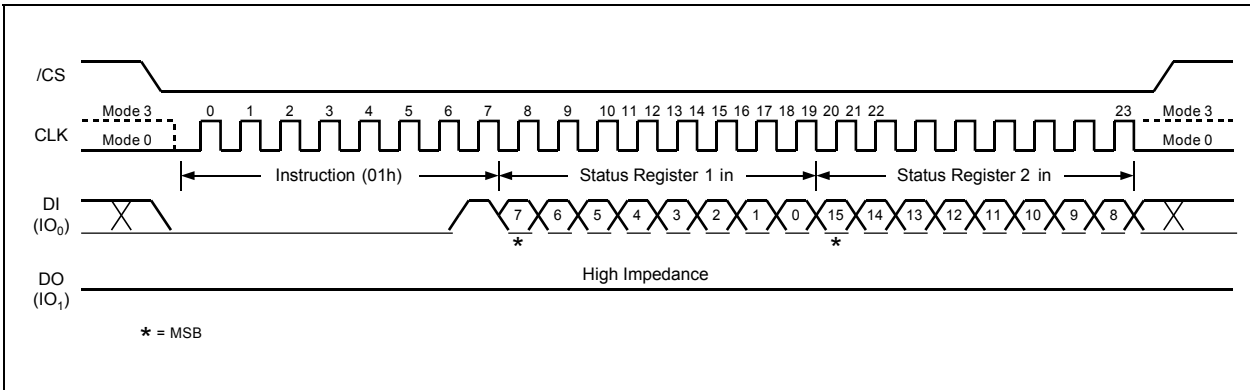 /CS
Mode 3 0 1 2 3 4 5 6 7 8 9 10 11 12 13 14 15 16 17 18 19 20 21 22 23 Mode 3
CLK Mode 0 Mode 0
Instruction (01h) Status Register 1 in Status Register 2 in
DI
(IO0) 7 6 5 4 3 2 1 0 15 14 13 12 11 10 9 8
* *
High Impedance
DO
(IO1)
* = MSB